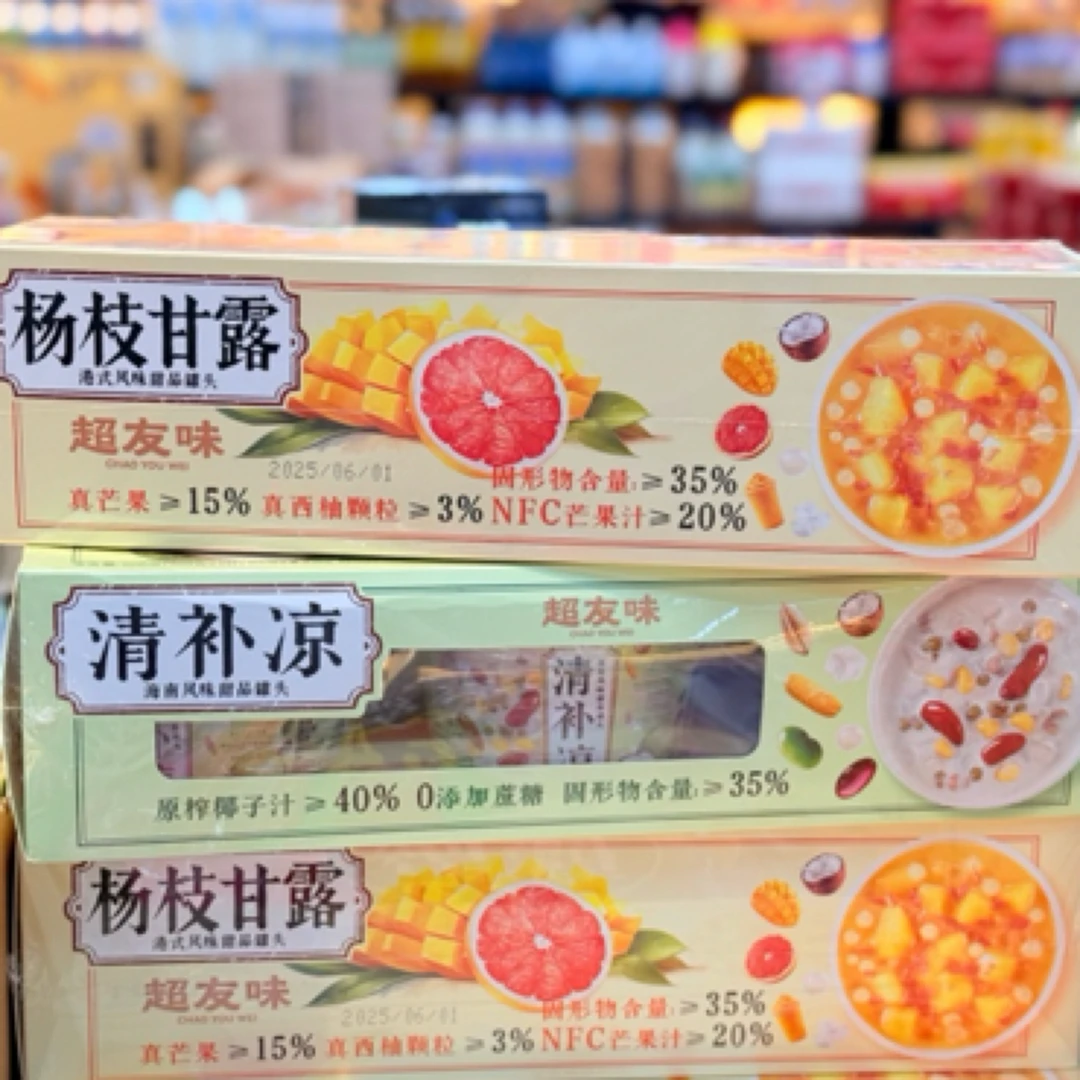 杨枝甘露
港式风味甜品罐头
超友味
CHAO YOU WEI
2025/06/01
固形物含量:≥35%
真芒果≥15% 真西柚颗粒≥3% NFC芒果汁≥20%
清补凉
海南风味甜品罐头
超友味
CHAO YOU WEI
清补凉
原榨椰子汁≥40% 0添加蔗糖 固形物含量:≥35%
杨枝甘露
港式风味甜品罐头
超友味
CHAO YOU WEI
2025/06/01
固形物含量:≥35%
真芒果≥15% 真西柚颗粒≥3% NFC芒果汁≥20%